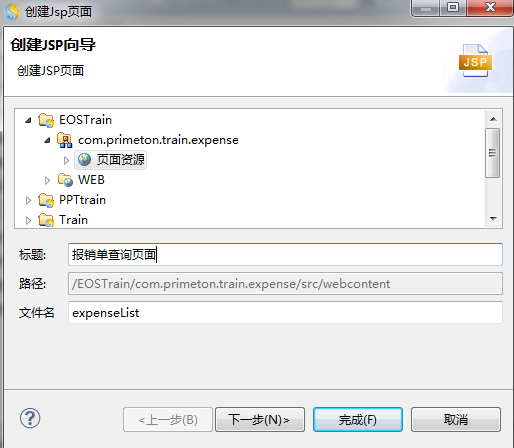 创建Jsp页面
创建JSP向导
创建JSP页面
JSP
EOSTrain
com.primeton.train.expense
页面资源
WEB
PPTtrain
Train
标题: 报销单查询页面
路径: /EOSTrain/com.primeton.train.expense/src/webcontent
文件名 expenseList
? <上一步(B) 下一步(N)> 完成(F) 取消